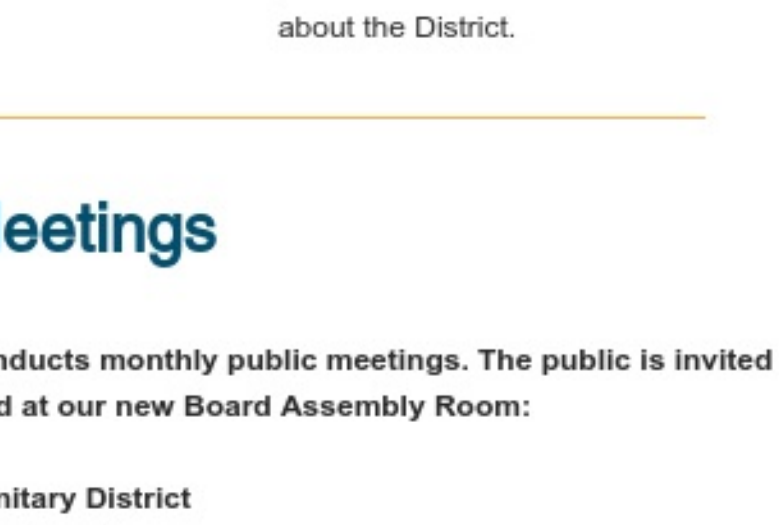 about the District.
eetings
nducts monthly public meetings. The public is invited
d at our new Board Assembly Room:
nitary District